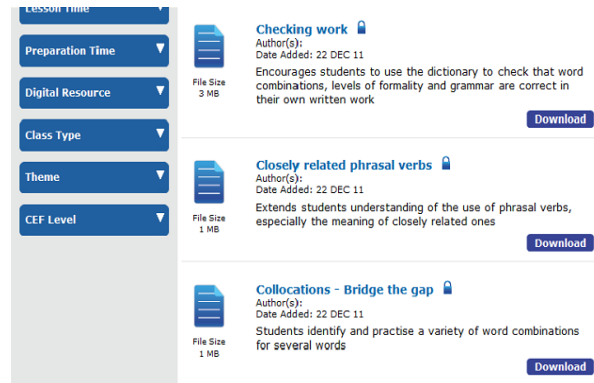 Lesson Time
Preparation Time
Digital Resource
Class Type
Theme
CEF Level
File Size
3 MB
Checking work
Author(s):
Date Added: 22 DEC 11
Encourages students to use the dictionary to check that word
combinations, levels of formality and grammar are correct in
their own written work
Download
File Size
1 MB
Closely related phrasal verbs
Author(s):
Date Added: 22 DEC 11
Extends students understanding of the use of phrasal verbs,
especially the meaning of closely related ones
Download
File Size
1 MB
Collocations - Bridge the gap
Author(s):
Date Added: 22 DEC 11
Students identify and practise a variety of word combinations
for several words
Download